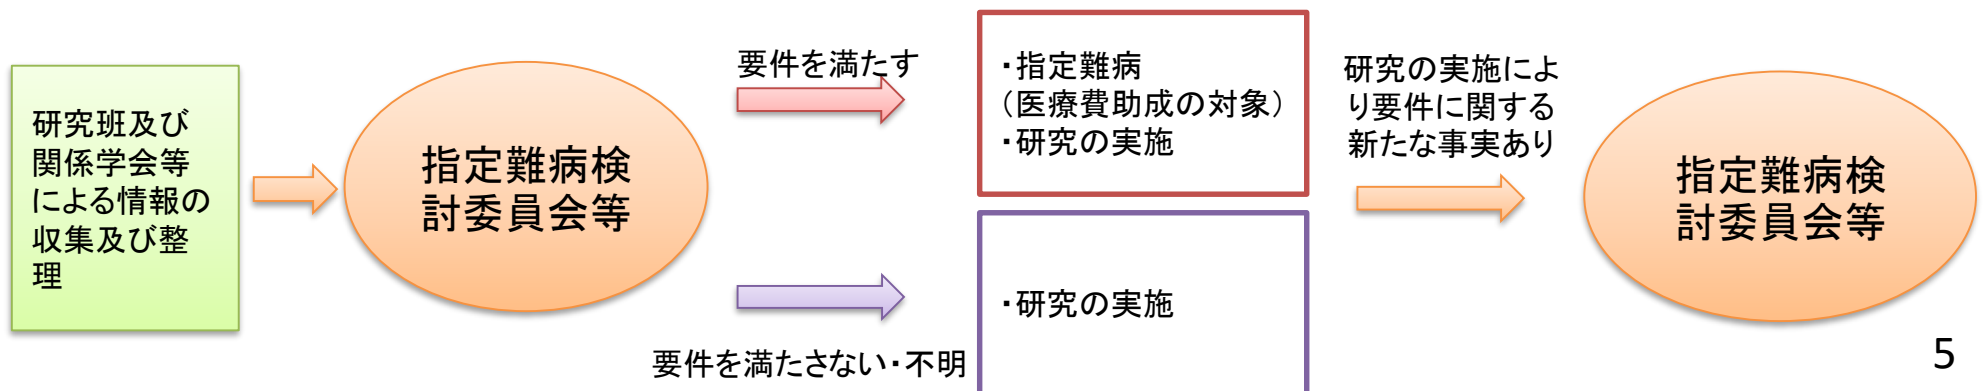 研究班及び
関係学会等
による情報の
収集及び整
理
指定難病検
討委員会等
要件を満たす
・指定難病
（医療費助成の対象）
・研究の実施
要件を満たさない・不明
・研究の実施
研究の実施によ
り要件に関する
新たな事実あり
指定難病検
討委員会等
5